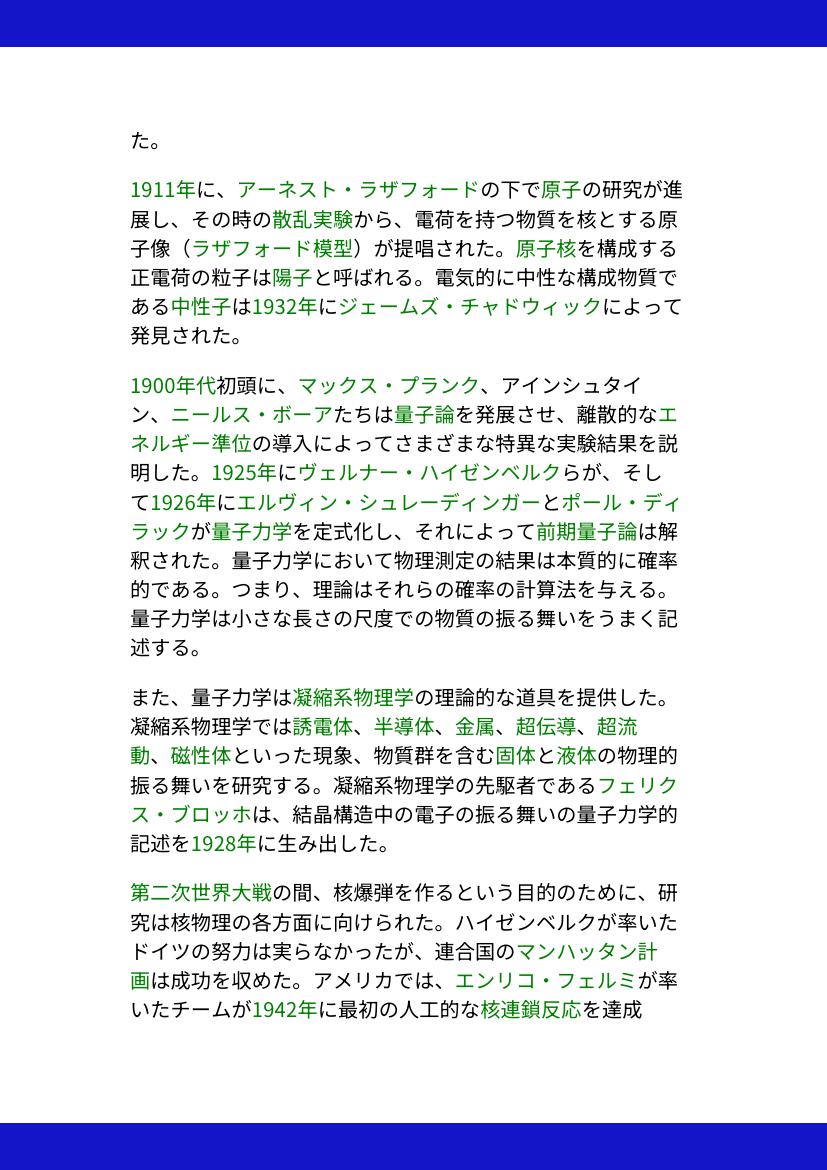 た。
1911年に、アーネスト・ラザフォードの下で原子の研究が進
展し、その時の散乱実験から、電荷を持つ物質を核とする原
子像（ラザフォード模型）が提唱された。原子核を構成する
正電荷の粒子は陽子と呼ばれる。電気的に中性な構成物質で
ある中性子は1932年にジェームズ・チャドウィックによって
発見された。
1900年代初頭に、マックス・プランク、アインシュタイ
ン、ニールス・ボーアたちは量子論を発展させ、離散的なエ
ネルギー準位の導入によってさまざまな特異な実験結果を説
明した。1925年にヴェルナー・ハイゼンベルクらが、そし
て1926年にエルヴィン・シュレーディンガーとポール・ディ
ラックが量子力学を定式化し、それによって前期量子論は解
釈された。量子力学において物理測定の結果は本質的に確率
的である。つまり、理論はそれらの確率の計算法を与える。
量子力学は小さな長さの尺度での物質の振る舞いをうまく記
述する。
また、量子力学は凝縮系物理学の理論的な道具を提供した。
凝縮系物理学では誘電体、半導体、金属、超伝導、超流
動、磁性体といった現象、物質群を含む固体と液体の物理的
振る舞いを研究する。凝縮系物理学の先駆者であるフェリク
ス・ブロッホは、結晶構造中の電子の振る舞いの量子力学的
記述を1928年に生み出した。
第二次世界大戦の間、核爆弾を作るという目的のために、研
究は核物理の各方面に向けられた。ハイゼンベルクが率いた
ドイツの努力は実らなかったが、連合国のマンハッタン計
画は成功を収めた。アメリカでは、エンリコ・フェルミが率
いたチームが1942年に最初の人工的な核連鎖反応を達成